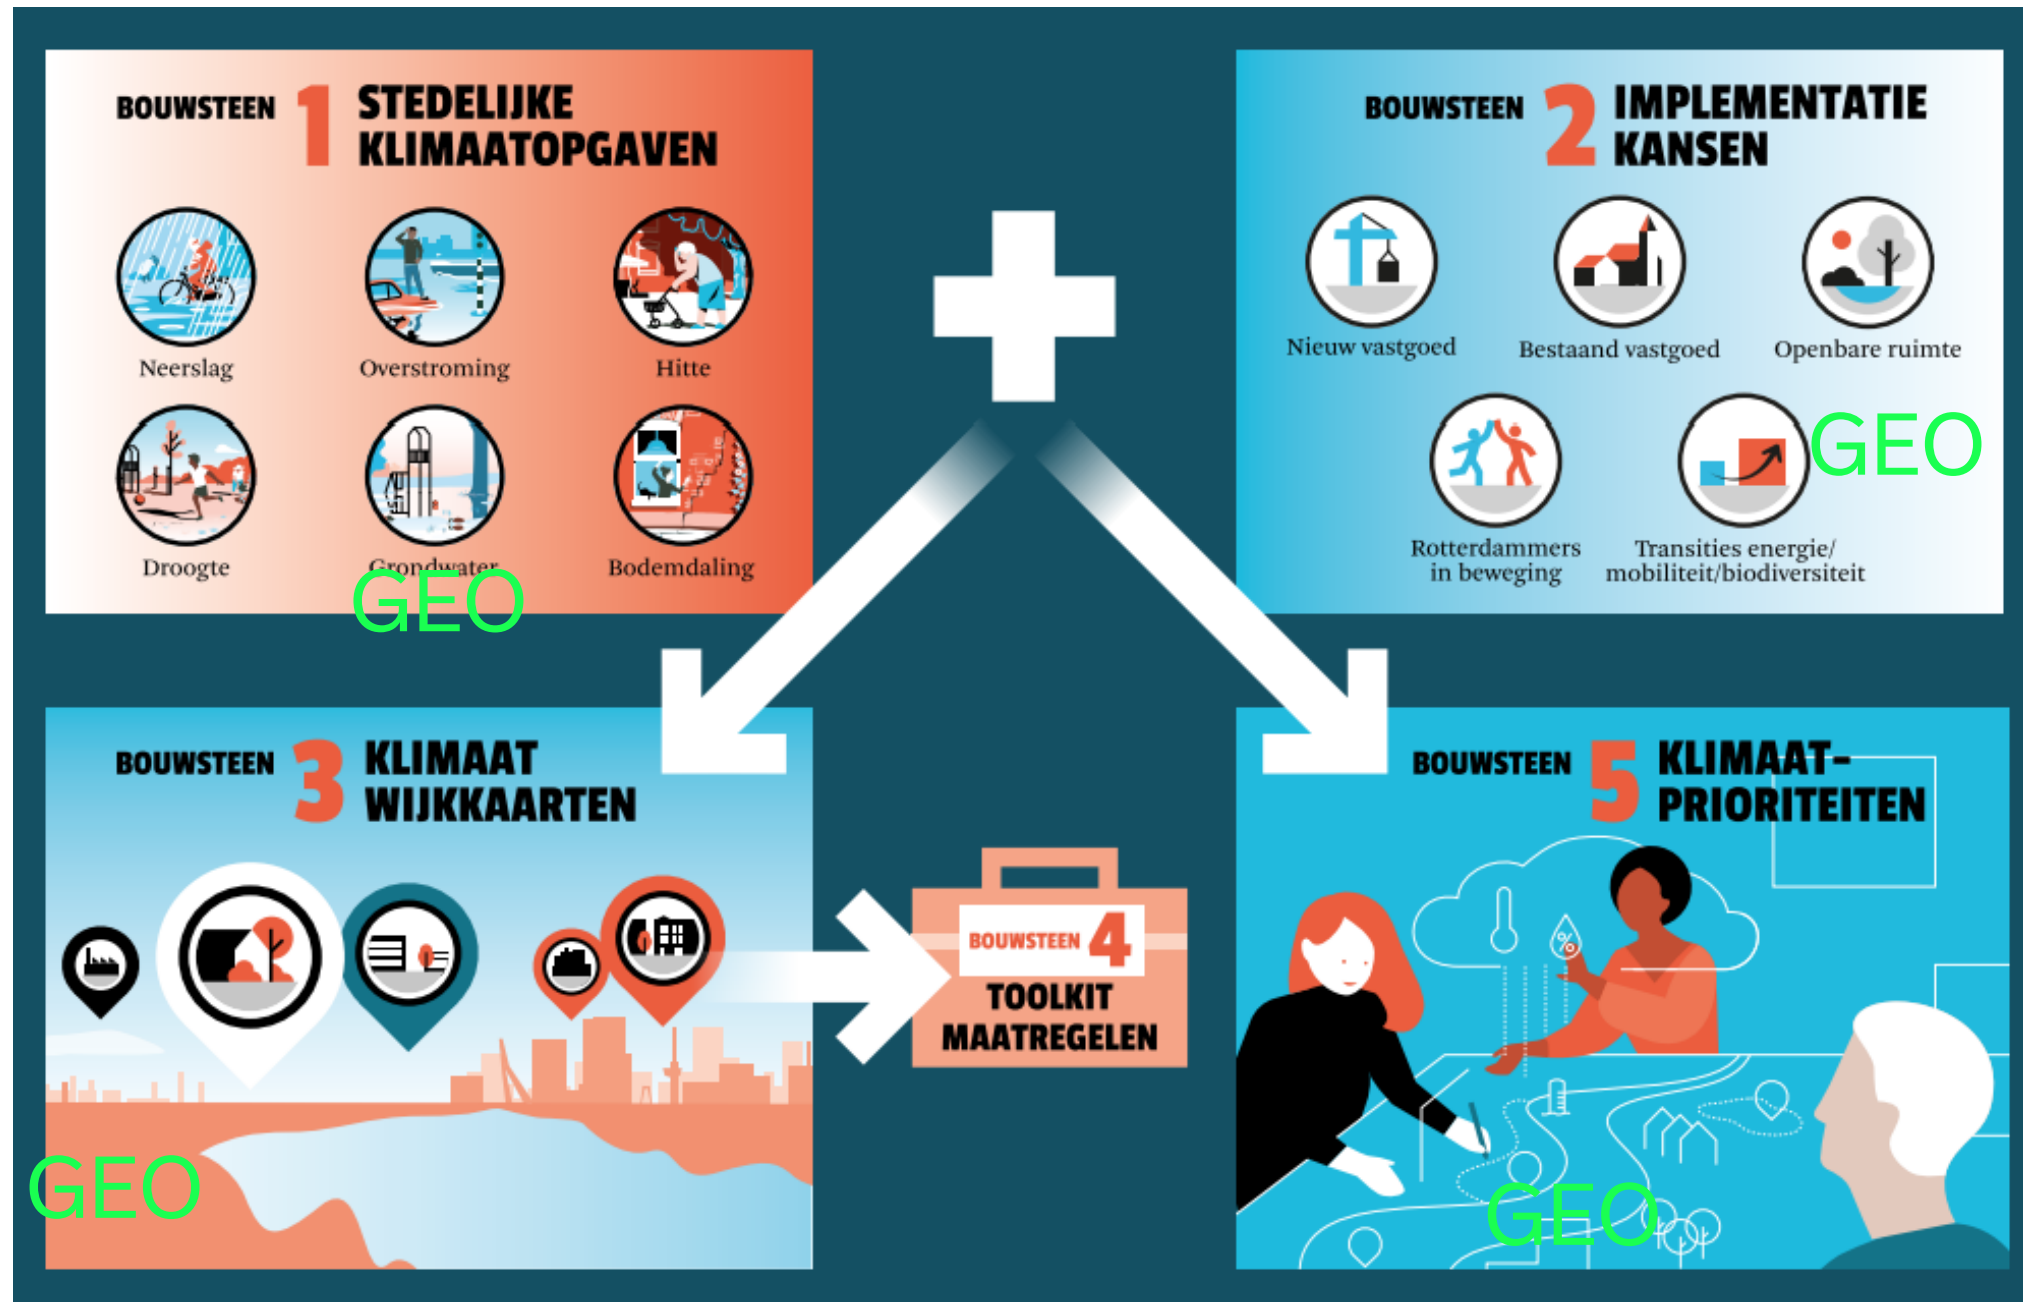 BOUWSTEEN 1 STEDELIJKE
KLIMAATOPGAVEN
Neerslag
Overstroming
Hitte
Droogte
Grondwater
Bodemdaling
GEO
BOUWSTEEN 2 IMPLEMENTATIE
KANSEN
Nieuw vastgoed
Bestaand vastgoed
Openbare ruimte
GEO
Rotterdammers
in beweging
Transities energie/
mobiliteit/biodiversiteit
BOUWSTEEN 3 KLIMAAT
WIJKKAARTEN
GEO
BOUWSTEEN 4
TOOLKIT
MAATREGELEN
BOUWSTEEN 5 KLIMAAT-
PRIORITEITEN
%
GEO